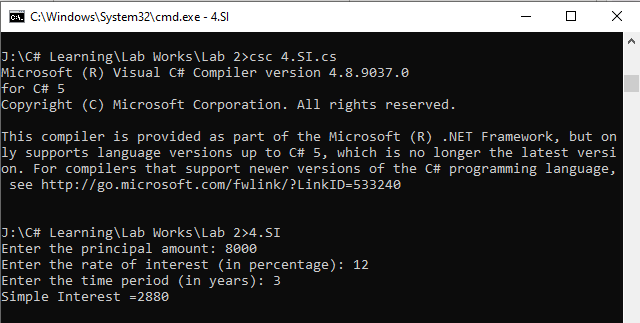 C:\Windows\System32\cmd.exe - 4.SI
J:\C# Learning\Lab Works\Lab 2>csc 4.SI.cs
Microsoft (R) Visual C# Compiler version 4.8.9037.0
for C# 5
Copyright (C) Microsoft Corporation. All rights reserved.
This compiler is provided as part of the Microsoft (R) .NET Framework, but on
ly supports language versions up to C# 5, which is no longer the latest versi
on. For compilers that support newer versions of the C# programming language,
 see http://go.microsoft.com/fwlink/?LinkID=533240
J:\C# Learning\Lab Works\Lab 2>4.SI
Enter the principal amount: 8000
Enter the rate of interest (in percentage): 12
Enter the time period (in years): 3
Simple Interest =2880